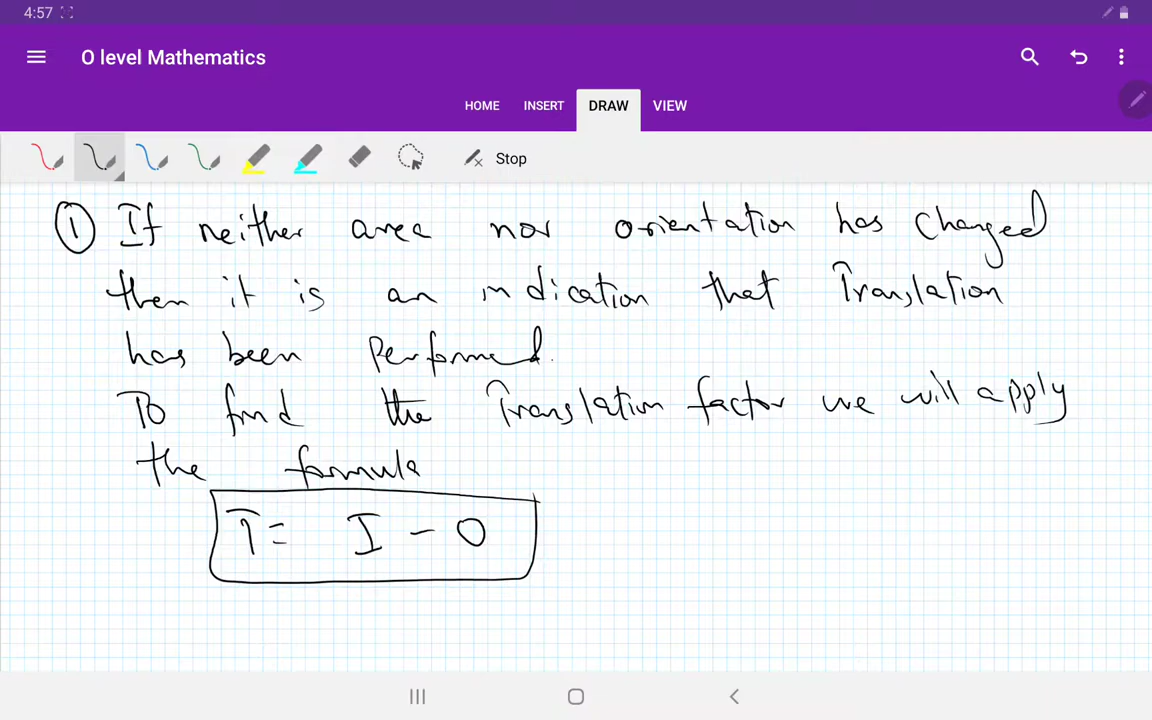 4:57
O level Mathematics
HOME INSERT DRAW VIEW
Stop
① If neither area nor orientation has changed
then it is an indication that Translation
has been performed.
To find the Translation factor we will apply
the formula
T = I - O